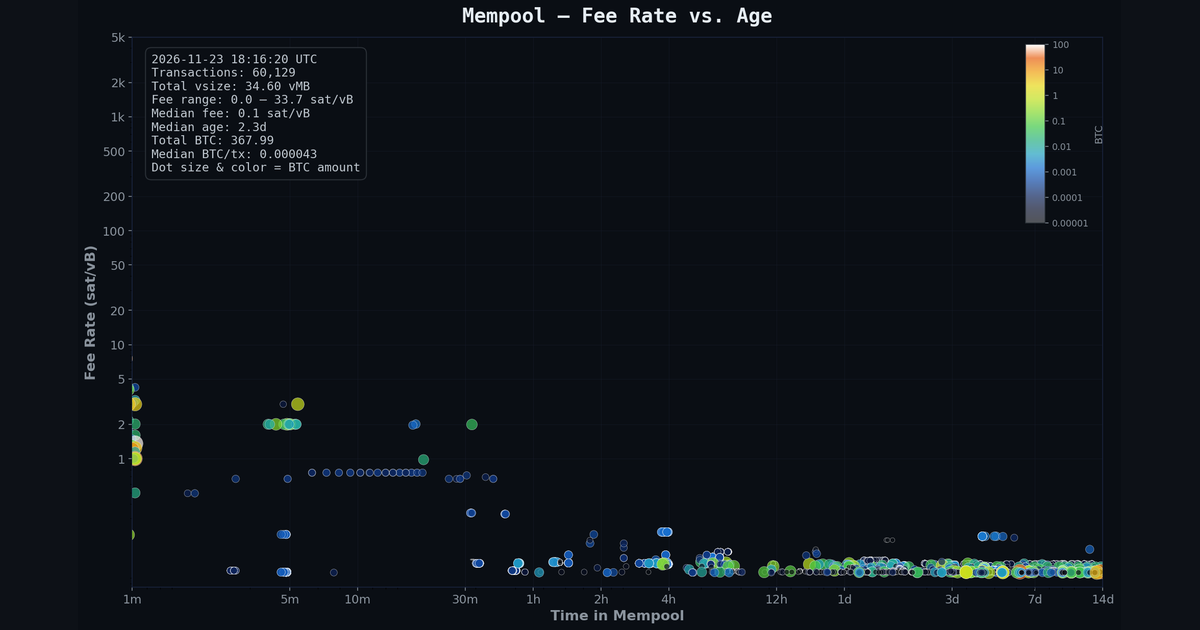 Mempool — Fee Rate vs. Age
2026-11-23 18:16:20 UTC
Transactions: 60,129
Total vsize: 34.60 vMB
Fee range: 0.0 – 33.7 sat/vB
Median fee: 0.1 sat/vB
Median age: 2.3d
Total BTC: 367.99
Median BTC/tx: 0.000043
Dot size & color = BTC amount
5k
2k
1k
500
200
100
50
20
10
5
2
1
Fee Rate (sat/vB)
100
10
1
0.1
0.01
0.001
0.0001
0.00001
BTC
1m 5m 10m 30m 1h 2h 4h 12h 1d 3d 7d 14d
Time in Mempool